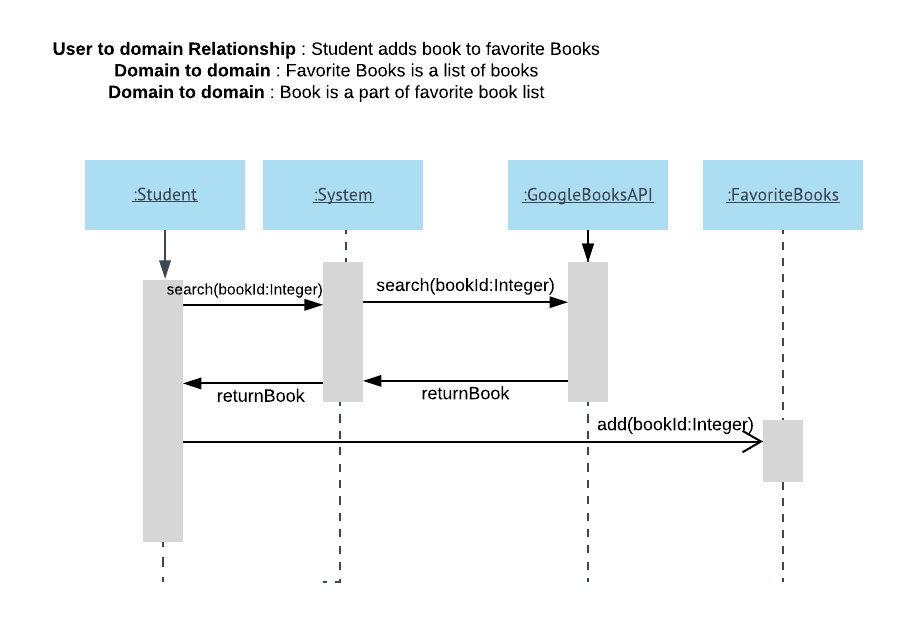 User to domain Relationship : Student adds book to favorite Books
Domain to domain : Favorite Books is a list of books
Domain to domain : Book is a part of favorite book list
:Student
:System
:GoogleBooksAPI
:FavoriteBooks
search(bookId:Integer)
search(bookId:Integer)
returnBook
returnBook
add(bookId:Integer)